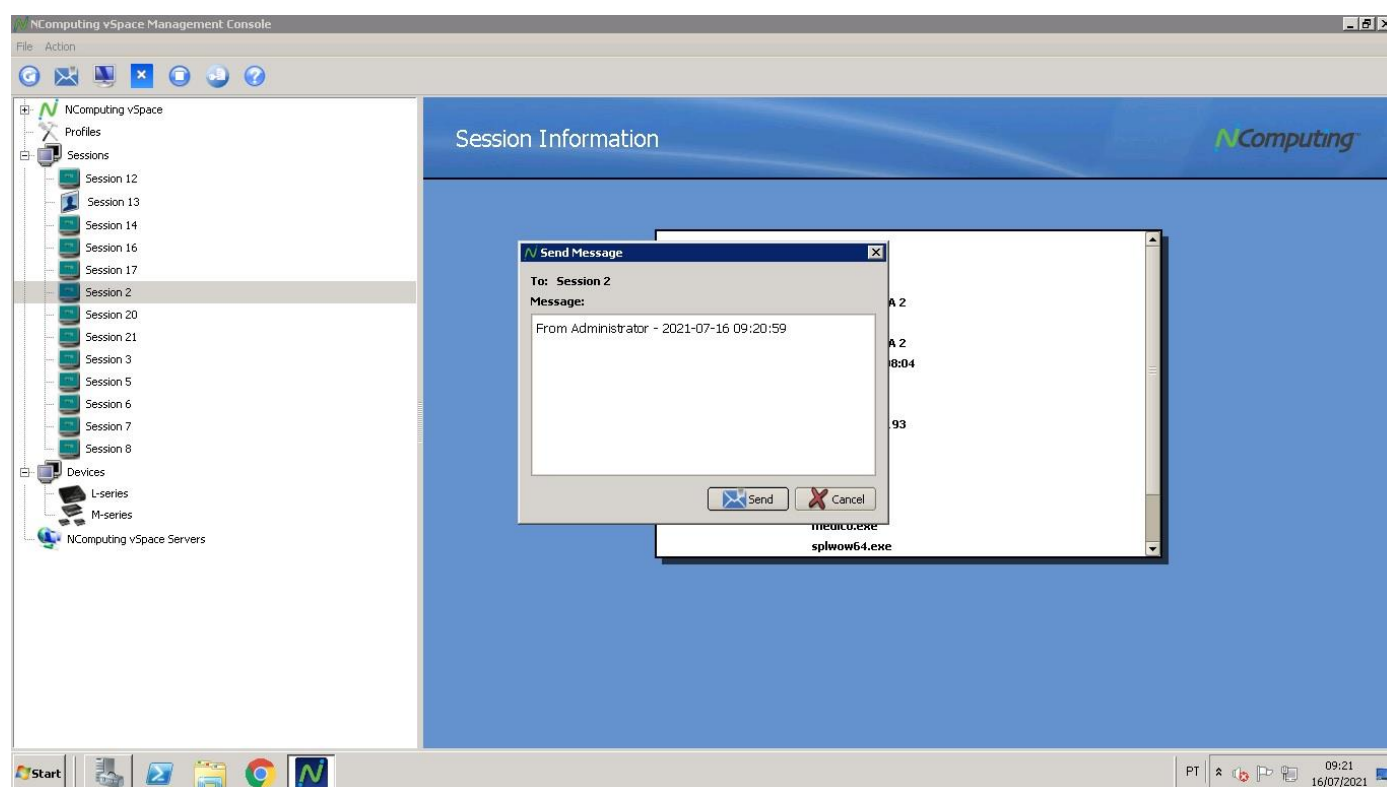 NComputing vSpace Management Console
File Action
NComputing vSpace
Profiles
Sessions
Session 12
Session 13
Session 14
Session 16
Session 17
Session 2
Session 20
Session 21
Session 3
Session 5
Session 6
Session 7
Session 8
Devices
L-series
M-series
NComputing vSpace Servers
Session Information
NComputing
Send Message
To: Session 2
Message:
From Administrator - 2021-07-16 09:20:59
Send Cancel
A 2
A 2
08:04
.93
medico.exe
splwow64.exe
Start
PT
09:21
16/07/2021